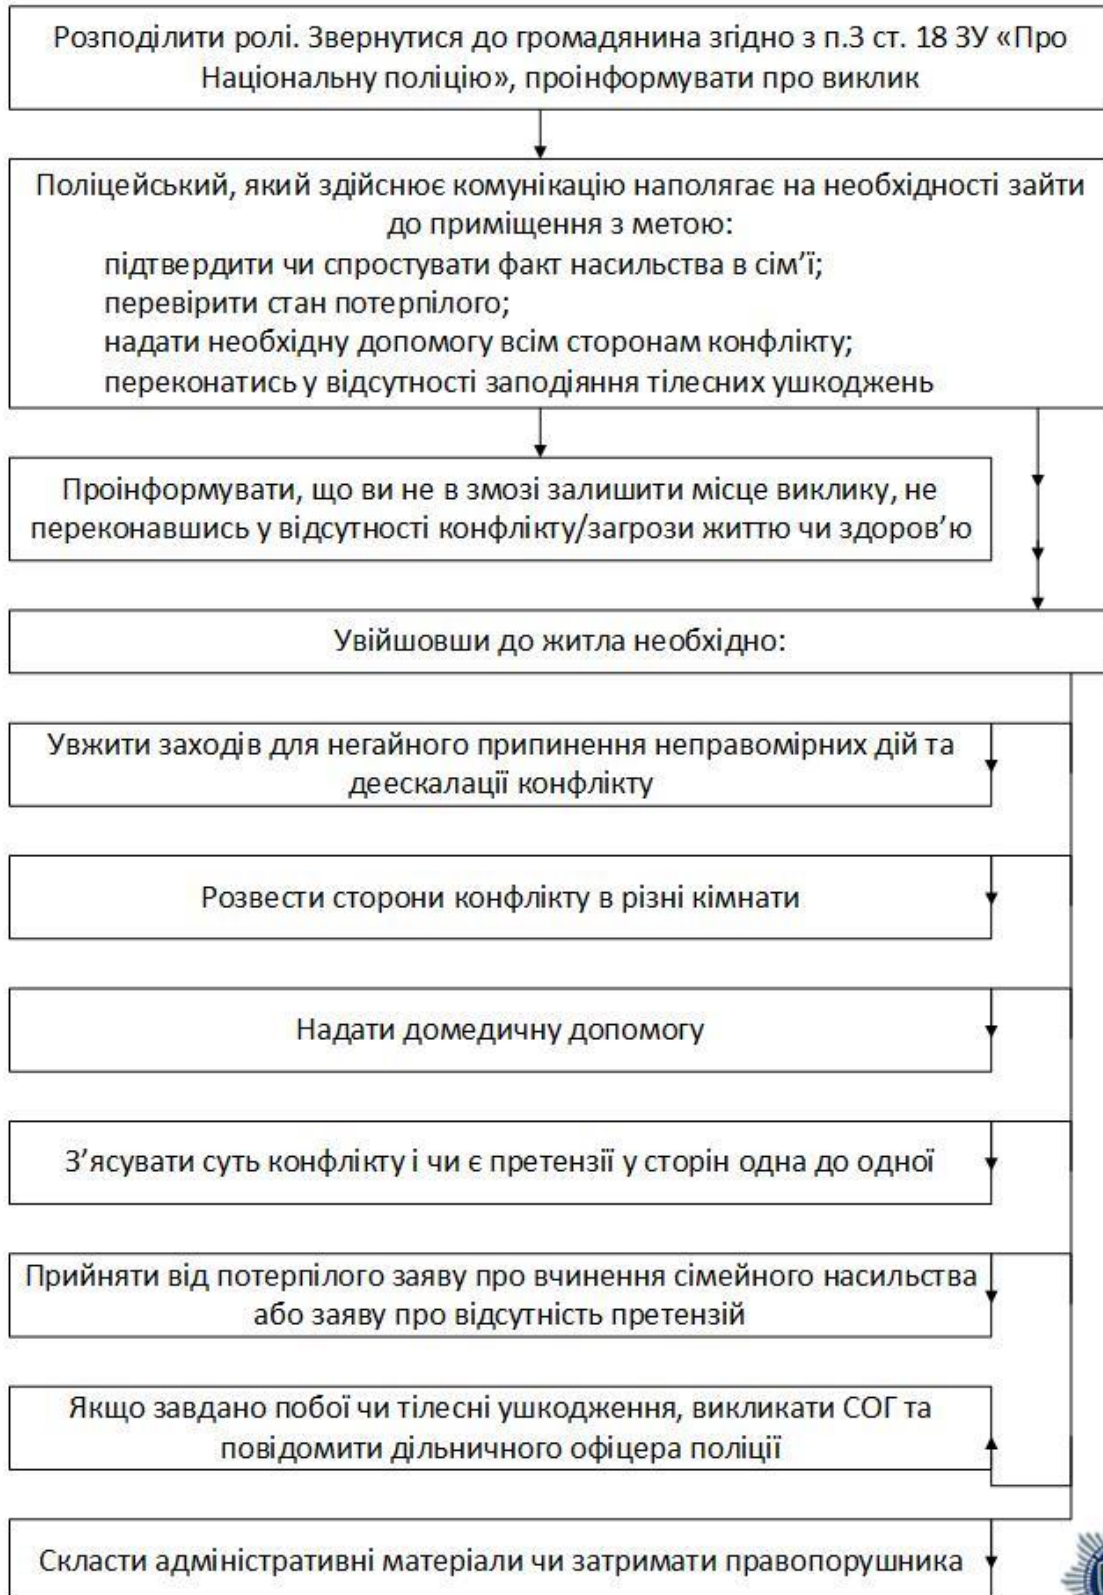 Розподілити ролі. Звернутися до громадянина згідно з п.3 ст. 18 ЗУ «Про
Національну поліцію», проінформувати про виклик
Поліцейський, який здійснює комунікацію наполягає на необхідності зайти
до приміщення з метою:
підтвердити чи спростувати факт насильства в сім’ї;
перевірити стан потерпілого;
надати необхідну допомогу всім сторонам конфлікту;
переконатись у відсутності заподіяння тілесних ушкоджень
Проінформувати, що ви не в змозі залишити місце виклику, не
переконавшись у відсутності конфлікту/загрози життю чи здоров’ю
Увійшовши до житла необхідно:
Увжити заходів для негайного припинення неправомірних дій та
деескалації конфлікту
Розвести сторони конфлікту в різні кімнати
Надати домедичну допомогу
З’ясувати суть конфлікту і чи є претензії у сторін одна до одної
Прийняти від потерпілого заяву про вчинення сімейного насильства
або заяву про відсутність претензій
Якщо завдано побої чи тілесні ушкодження, викликати СОГ та
повідомити дільничного офіцера поліції
Скласти адміністративні матеріали чи затримати правопорушника